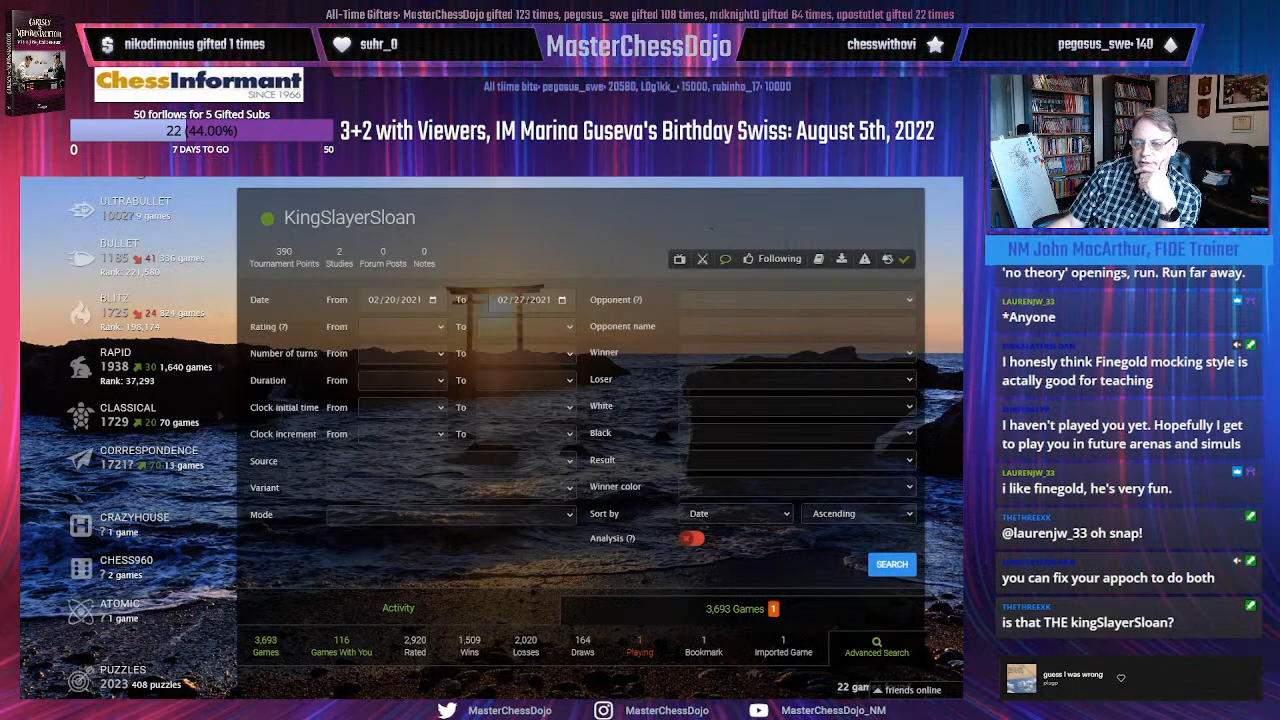 All-Time Gifters: MasterChessDojo gifted 123 times, pegasus_swe gifted 108 times, mdknight0 gifted 64 times, apostatlet gifted 22 times
nikodimonius gifted 1 times
suhr_0
MasterChessDojo
chesswithovi
pegasus_swe: 140
ChessInformant
SINCE 1966
All tiime bits: pegasus_swe: 20580, L0g1kk_: 15000, rubinho_17: 10000
50 forllows for 5 Gifted Subs
22 (44.00%)
0
7 DAYS TO GO
50
3+2 with Viewers, IM Marina Guseva's Birthday Swiss: August 5th, 2022
ULTRABULLET
1002? 9 games
BULLET
1185 41 336 games
Rank: 221,580
BLITZ
1725 24 824 games
Rank: 198,174
RAPID
1938 30 1,640 games
Rank: 37,293
CLASSICAL
1729 20 70 games
CORRESPONDENCE
1721? 70 13 games
CRAZYHOUSE
? 1 game
CHESS960
? 2 games
ATOMIC
? 1 game
PUZZLES
2023 408 puzzles
KingSlayerSloan
390
Tournament Points
2
Studies
0
Forum Posts
0
Notes
Following
Date From 02/20/2021 To 02/27/2021
Rating (?) From To
Number of turns From To
Duration From To
Clock initial time From To
Clock increment From To
Source
Variant
Mode
Opponent (?)
Opponent name
Winner
Loser
White
Black
Result
Winner color
Sort by Date Ascending
Analysis (?)
SEARCH
Activity
3,693 Games 1
3,693
Games
116
Games With You
2,920
Rated
1,509
Wins
2,020
Losses
164
Draws
1
Playing
1
Bookmark
1
Imported Game
Advanced Search
22 gam
friends online
NM John MacArthur, FIDE Trainer
'no theory' openings, run. Run far away.
LAURENJW_33
*Anyone
I honestly think Finegold mocking style is
actally good for teaching
I haven't played you yet. Hopefully I get
to play you in future arenas and simuls
LAURENJW_33
i like finegold, he's very fun.
THETHREEXK
@laurenjw_33 oh snap!
you can fix your appoch to do both
THETHREEXK
is that THE kingSlayerSloan?
guess I was wrong
plxgp
MasterChessDojo
MasterChessDojo
MasterChessDojo_NM